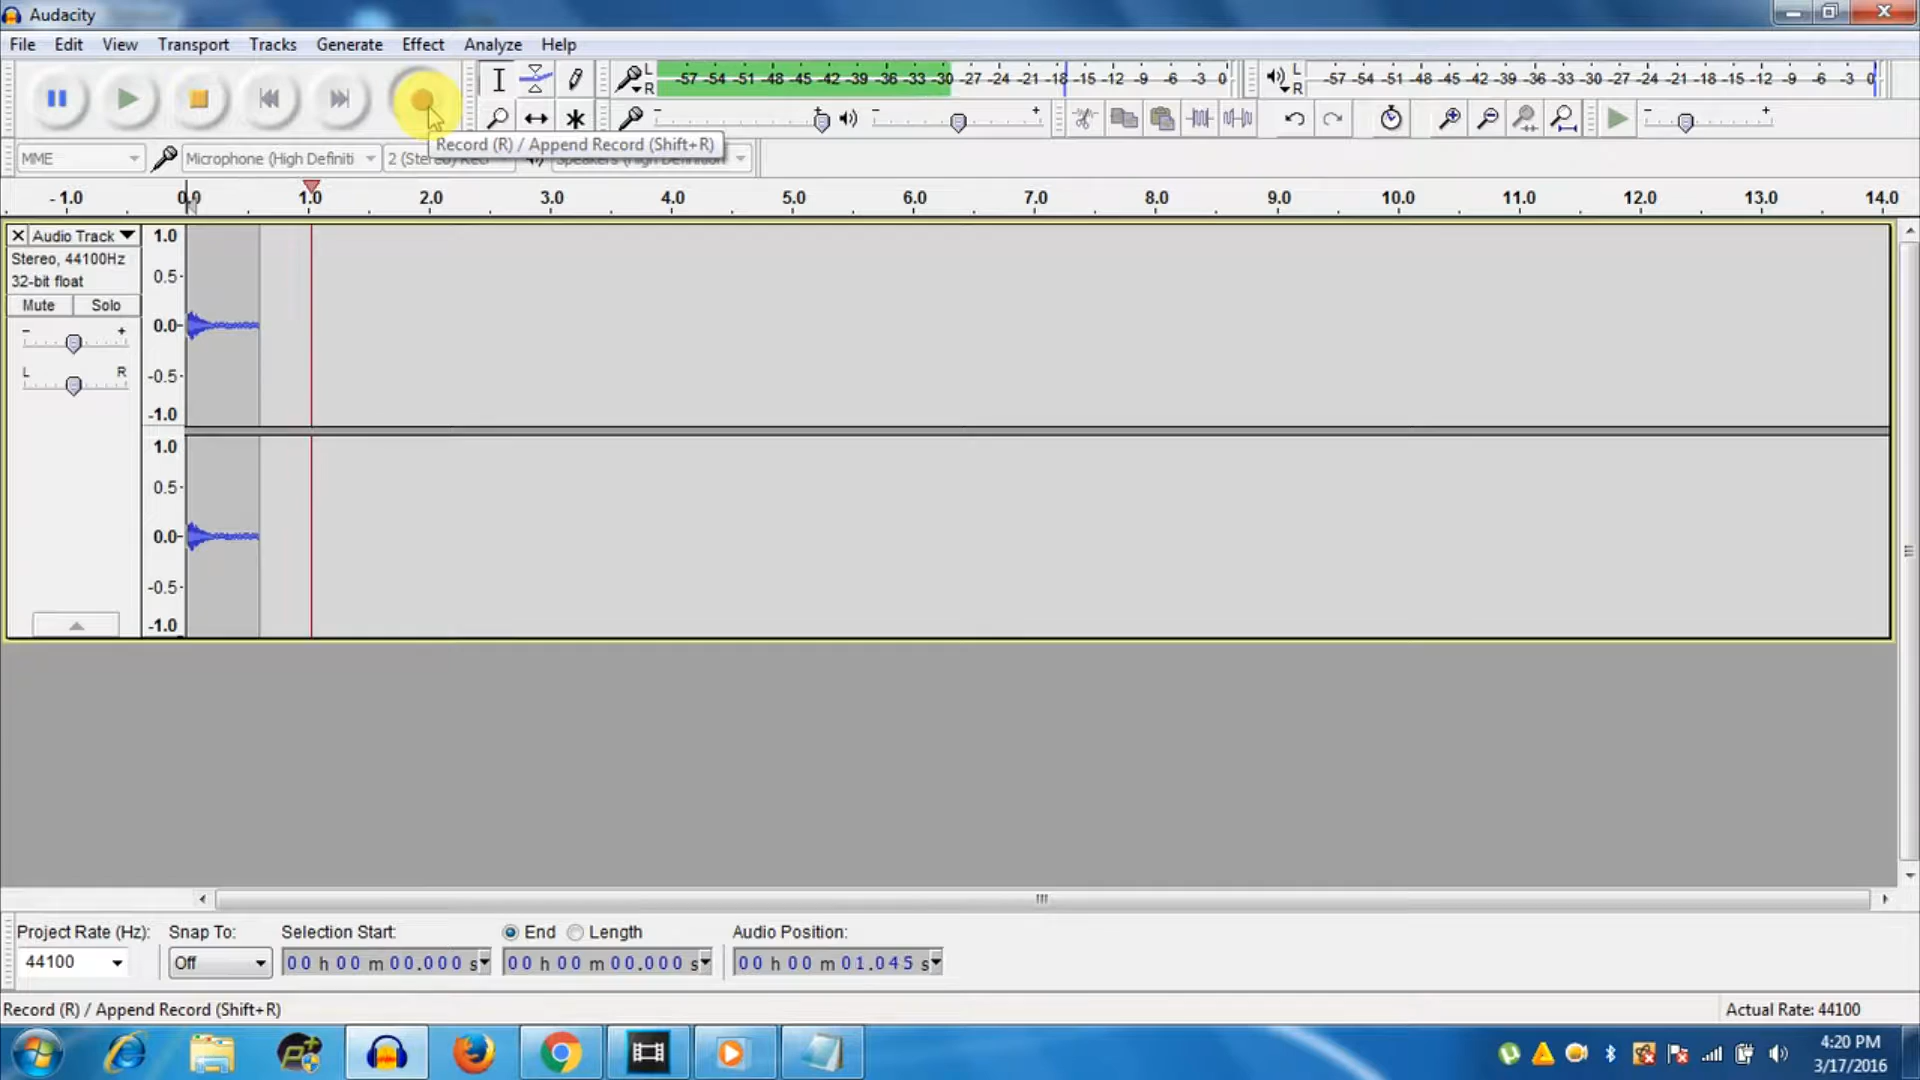 Audacity
File Edit View Transport Tracks Generate Effect Analyze Help
L
R
-57 -54 -51 -48 -45 -42 -39 -36 -33 -30 -27 -24 -21 -18 -15 -12 -9 -6 -3 0
L
R
-57 -54 -51 -48 -45 -42 -39 -36 -33 -30 -27 -24 -21 -18 -15 -12 -9 -6 -3 0
Record (R) / Append Record (Shift+R)
MME Microphone (High Definiti 2 (Stereo) Speakers (High Definition
- 1.0 0.0 1.0 2.0 3.0 4.0 5.0 6.0 7.0 8.0 9.0 10.0 11.0 12.0 13.0 14.0
Audio Track
Stereo, 44100Hz
32-bit float
Mute Solo
- +
L R
1.0
0.5-
0.0-
-0.5-
-1.0
1.0
0.5-
0.0-
-0.5-
-1.0
Project Rate (Hz): Snap To: Selection Start: End Length Audio Position:
44100 Off 00 h 00 m 00.000 s 00 h 00 m 00.000 s 00 h 00 m 01.045 s
Record (R) / Append Record (Shift+R) Actual Rate: 44100
4:20 PM
3/17/2016